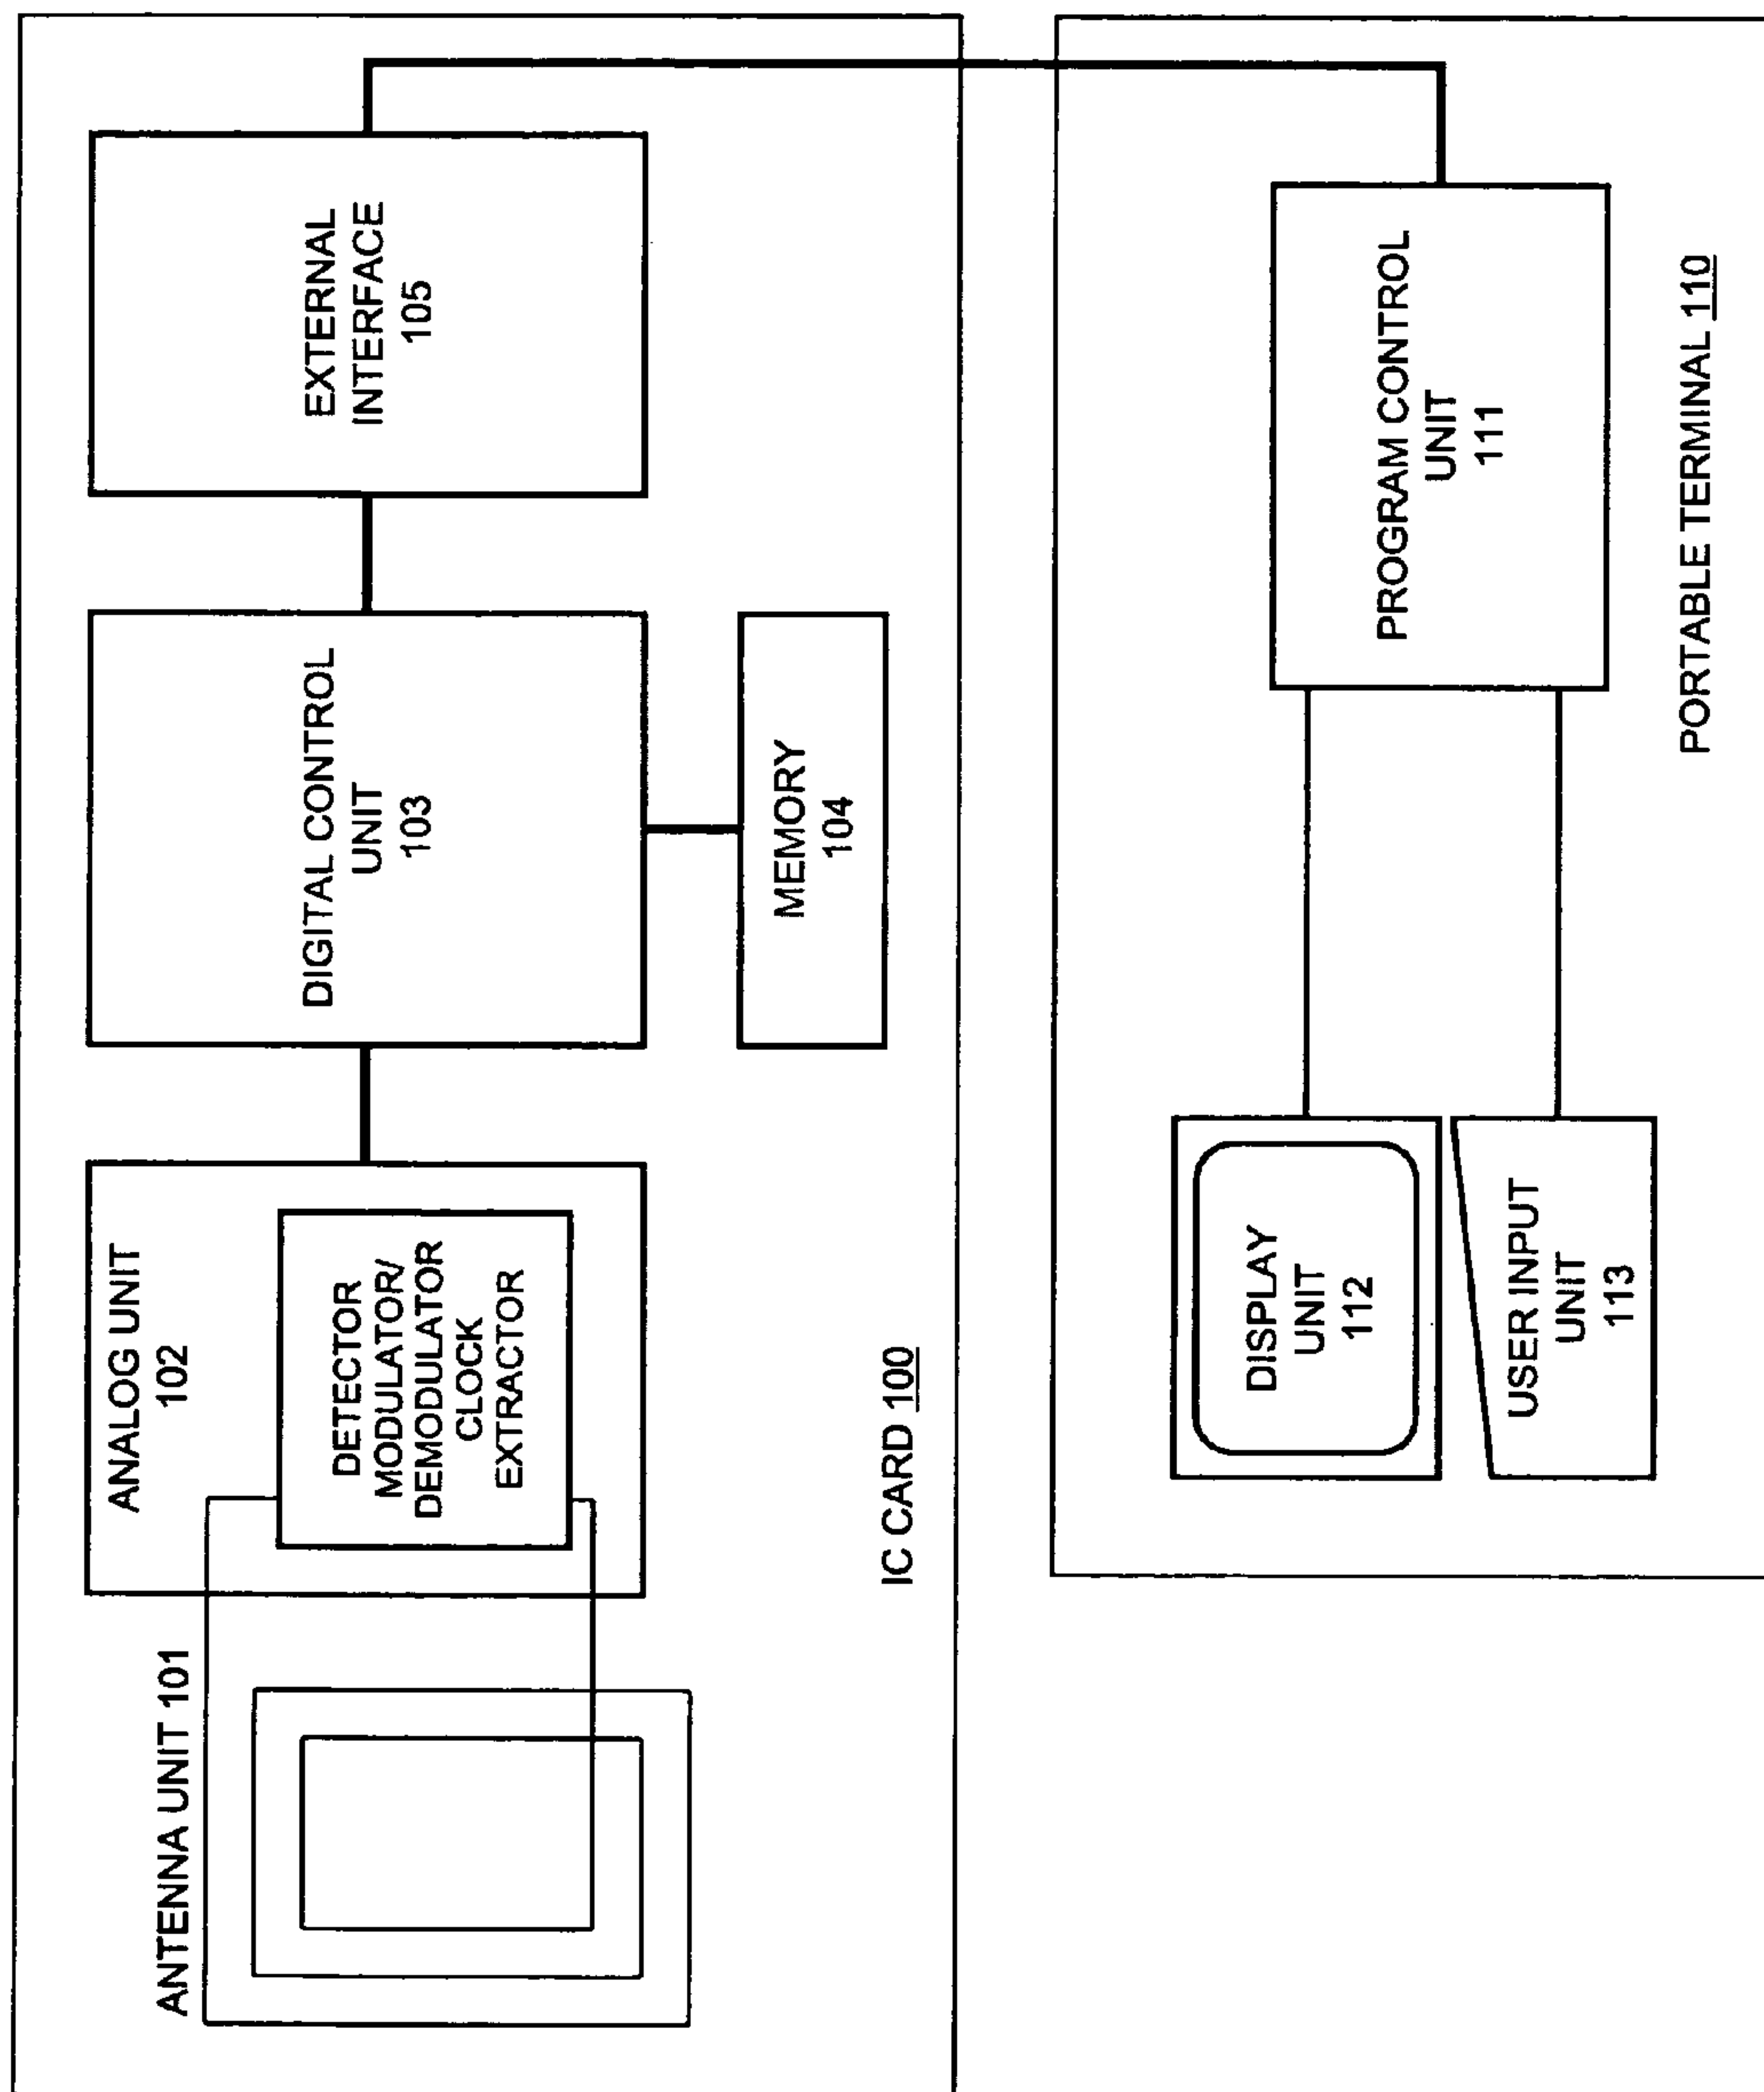 ANTENNA UNIT 101
ANALOG UNIT
102
DETECTOR
MODULATOR/
DEMODULATOR
CLOCK
EXTRACTOR
DIGITAL CONTROL
UNIT
103
MEMORY
104
EXTERNAL
INTERFACE
105
IC CARD 100
DISPLAY
UNIT
112
USER INPUT
UNIT
113
PROGRAM CONTROL
UNIT
111
PORTABLE TERMINAL 110